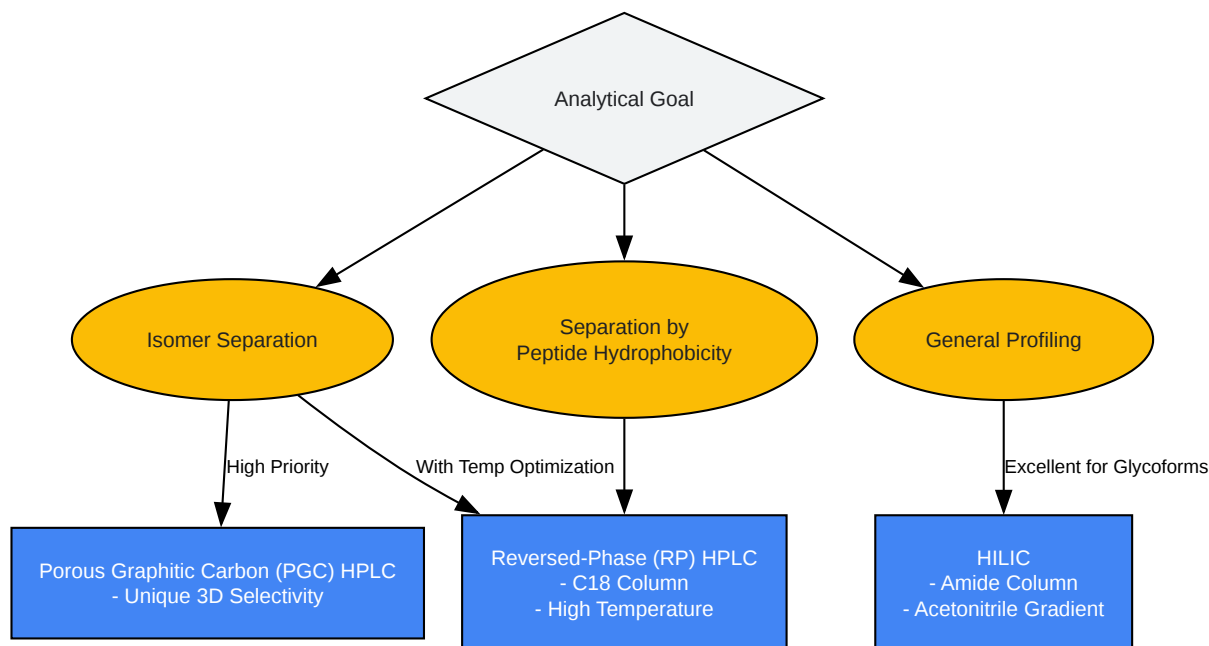 Analytical Goal
Isomer Separation
Separation by
Peptide Hydrophobicity
General Profiling
High Priority
With Temp Optimization
Excellent for Glycoforms
Porous Graphitic Carbon (PGC) HPLC
- Unique 3D Selectivity
Reversed-Phase (RP) HPLC
- C18 Column
- High Temperature
HILIC
- Amide Column
- Acetonitrile Gradient